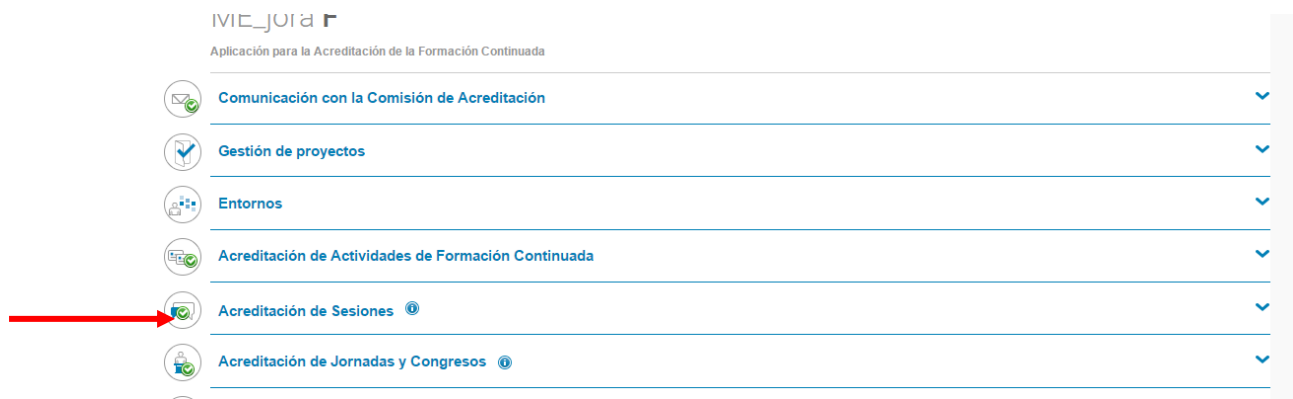 ME_jora F
Aplicación para la Acreditación de la Formación Continuada
Comunicación con la Comisión de Acreditación
Gestión de proyectos
Entornos
Acreditación de Actividades de Formación Continuada
Acreditación de Sesiones
Acreditación de Jornadas y Congresos